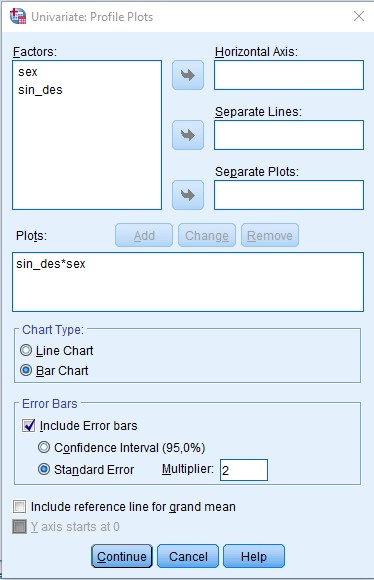 Univariate: Profile Plots
Factors:
Horizontal Axis:
sex
sin_des
Separate Lines:
Separate Plots:
Plots:
Add
Change
Remove
sin_des*sex
Chart Type:
Line Chart
Bar Chart
Error Bars
Include Error bars
Confidence Interval (95,0%)
Standard Error
Multiplier:
2
Include reference line for grand mean
Y axis starts at 0
Continue
Cancel
Help